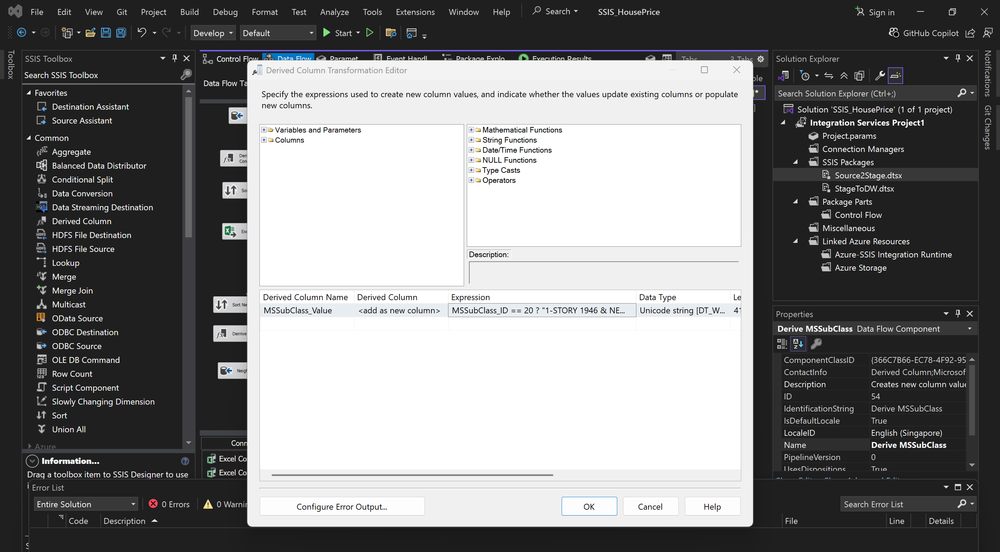 File Edit View Git Project Build Debug Format Test Analyze Tools Extensions Window Help Search SSIS_HousePrice Sign in
Develop Default Start GitHub Copilot
Toolbox
SSIS Toolbox
Search SSIS Toolbox
Favorites
Destination Assistant
Source Assistant
Common
Aggregate
Balanced Data Distributor
Conditional Split
Data Conversion
Data Streaming Destination
Derived Column
HDFS File Destination
HDFS File Source
Lookup
Merge
Merge Join
Multicast
OData Source
ODBC Destination
ODBC Source
OLE DB Command
Row Count
Script Component
Slowly Changing Dimension
Sort
Union All
Azure
Information...
Drag a toolbox item to SSIS Designer to use
Control Flow Data Flow Paramet Event Handl Package Explo Execution Results Tabs 3 Tabs
Data Flow Ta
ble
Deri
Con
So
Exc
Sort Ne
Derrive
Neigh
Conn
Excel Co
Excel Co
Derived Column Transformation Editor
Specify the expressions used to create new column values, and indicate whether the values update existing columns or populate
new columns.
Variables and Parameters
Columns
Mathematical Functions
String Functions
Date/Time Functions
NULL Functions
Type Casts
Operators
Description:
Derived Column Name Derived Column Expression Data Type Le
MSSubClass_Value <add as new column> MSSubClass_ID == 20 ? "1-STORY 1946 & NE... Unicode string [DT_W... 41
Configure Error Output... OK Cancel Help
Solution Explorer
Search Solution Explorer (Ctrl+;)
Solution 'SSIS_HousePrice' (1 of 1 project)
Integration Services Project1
Project.params
Connection Managers
SSIS Packages
Source2Stage.dtsx
StageToDW.dtsx
Package Parts
Control Flow
Miscellaneous
Linked Azure Resources
Azure-SSIS Integration Runtime
Azure Storage
Notifications
Git Changes
Properties
Derive MSSubClass Data Flow Component
ComponentClassID {366C7B66-EC78-4F92-95
ContactInfo Derived Column;Microsof
Description Creates new column value
ID 54
IdentificationString Derive MSSubClass
IsDefaultLocale True
LocaleID English (Singapore)
Name Derive MSSubClass
PipelineVersion 0
UsesDispositions True
Error List
Entire Solution 0 Errors 0 Warnin Search Error List
Code Description File Line Details